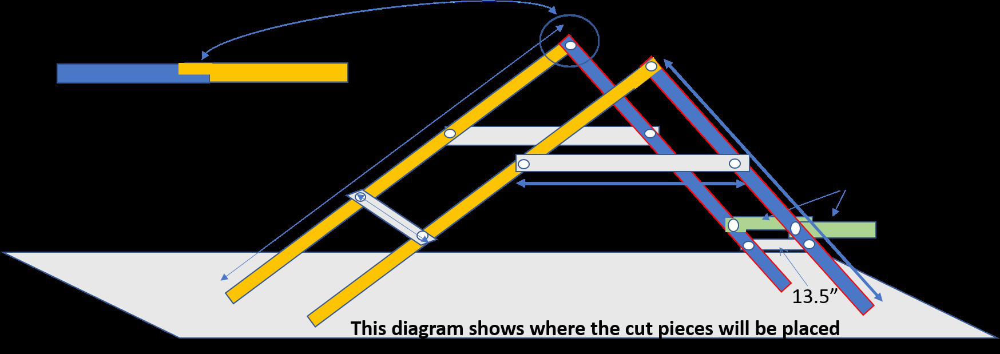 13.5”
This diagram shows where the cut pieces will be placed